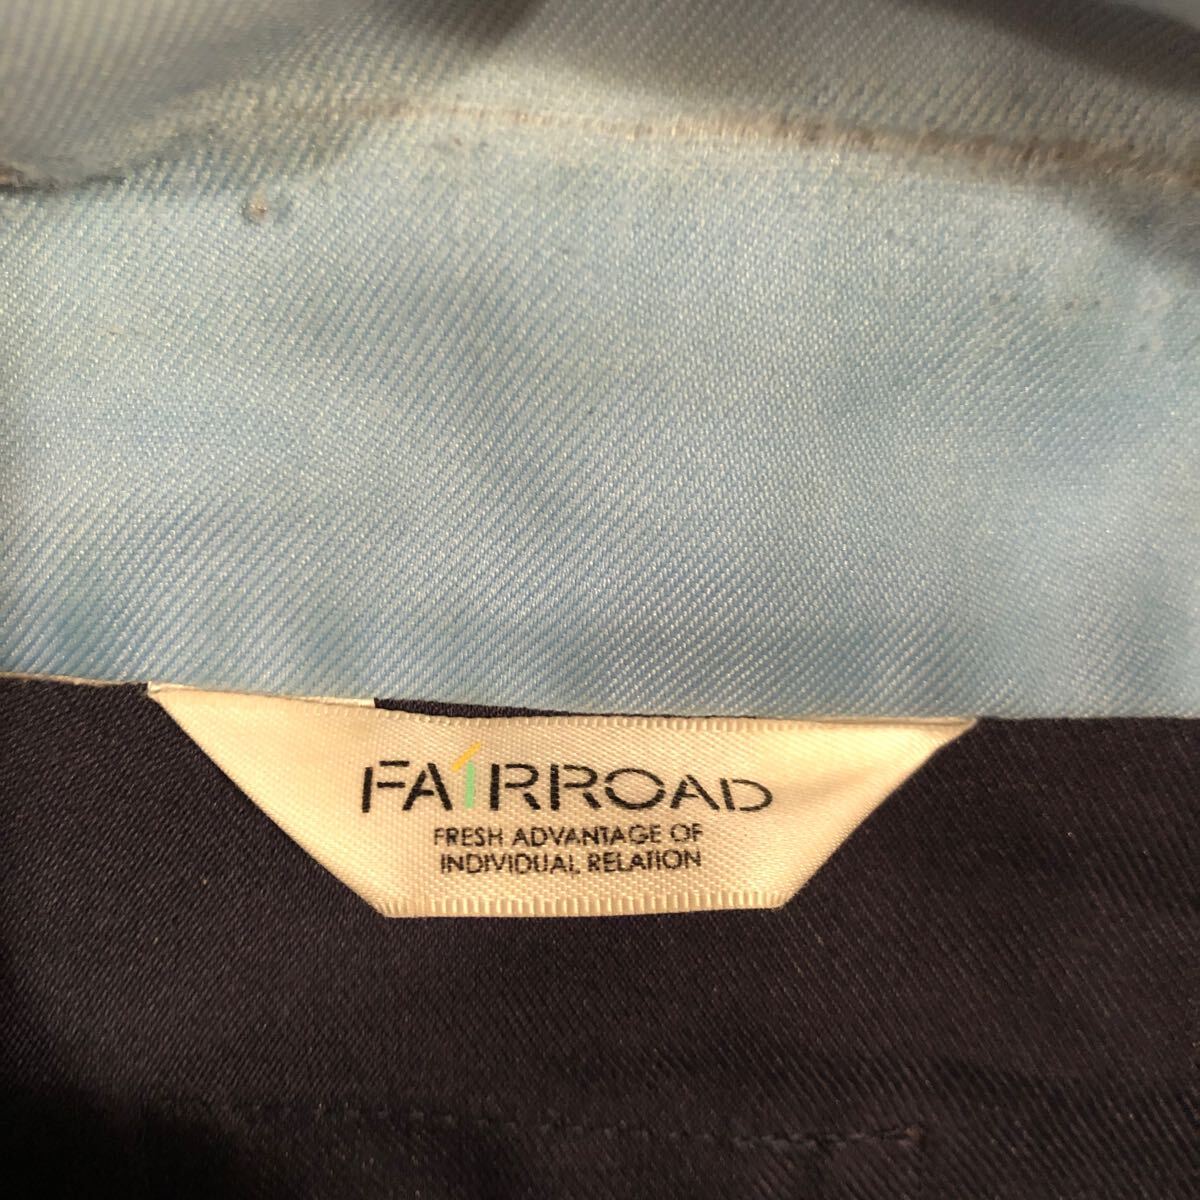 FAIRROAD
FRESH ADVANTAGE OF
INDIVIDUAL RELATION